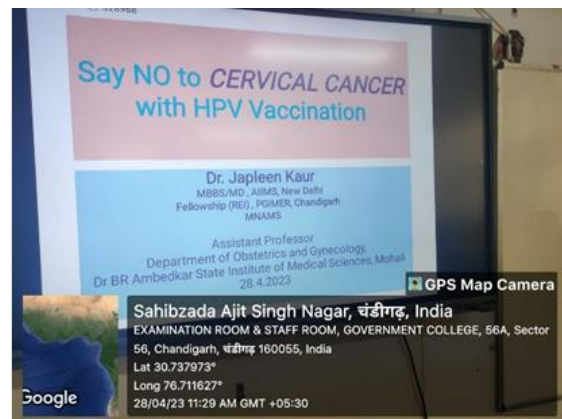 Say NO to CERVICAL CANCER
with HPV Vaccination
Dr. Japleen Kaur
MBBS/MD , AIIMS, New Delhi
Fellowship (REI) , PGIMER, Chandigarh
MNAMS
Assistant Professor
Department of Obstetrics and Gynecology,
Dr BR Ambedkar State Institute of Medical Sciences, Mohali
28.4.2023
GPS Map Camera
Sahibzada Ajit Singh Nagar, चंडीगढ़, India
EXAMINATION ROOM & STAFF ROOM, GOVERNMENT COLLEGE, 56A, Sector
56, Chandigarh, चंडीगढ़ 160055, India
Lat 30.737973°
Long 76.711627°
28/04/23 11:29 AM GMT +05:30
Google